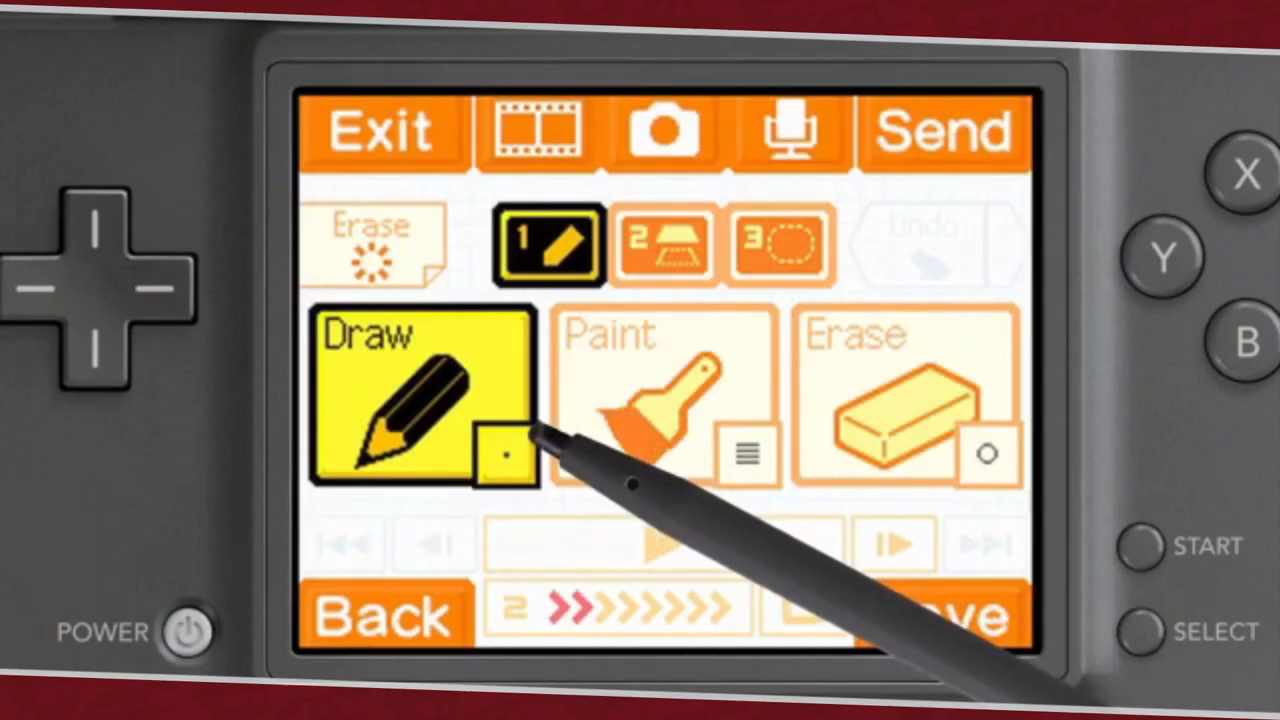 Exit
Send
Erase
1
2
3
Undo
Draw
Paint
Erase
Back
2
X
Y
B
START
SELECT
POWER